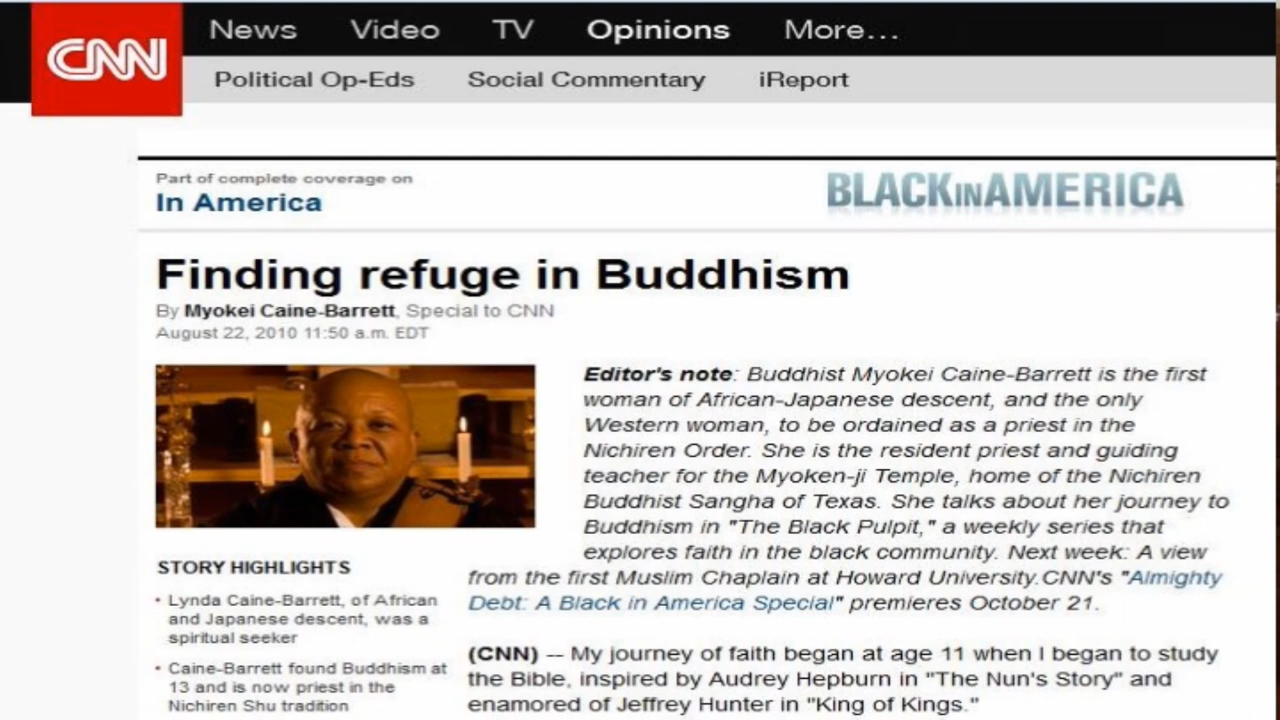 CNN
News Video TV Opinions More...
Political Op-Eds Social Commentary iReport
Part of complete coverage on
In America
BLACK IN AMERICA
Finding refuge in Buddhism
By Myokei Caine-Barrett, Special to CNN
August 22, 2010 11:50 a.m. EDT
Editor's note: Buddhist Myokei Caine-Barrett is the first
woman of African-Japanese descent, and the only
Western woman, to be ordained as a priest in the
Nichiren Order. She is the resident priest and guiding
teacher for the Myoken-ji Temple, home of the Nichiren
Buddhist Sangha of Texas. She talks about her journey to
Buddhism in "The Black Pulpit," a weekly series that
explores faith in the black community. Next week: A view
from the first Muslim Chaplain at Howard University.CNN's "Almighty
Debt: A Black in America Special" premieres October 21.
STORY HIGHLIGHTS
• Lynda Caine-Barrett, of African
and Japanese descent, was a
spiritual seeker
• Caine-Barrett found Buddhism at
13 and is now priest in the
Nichiren Shu tradition
(CNN) -- My journey of faith began at age 11 when I began to study
the Bible, inspired by Audrey Hepburn in "The Nun's Story" and
enamored of Jeffrey Hunter in "King of Kings."